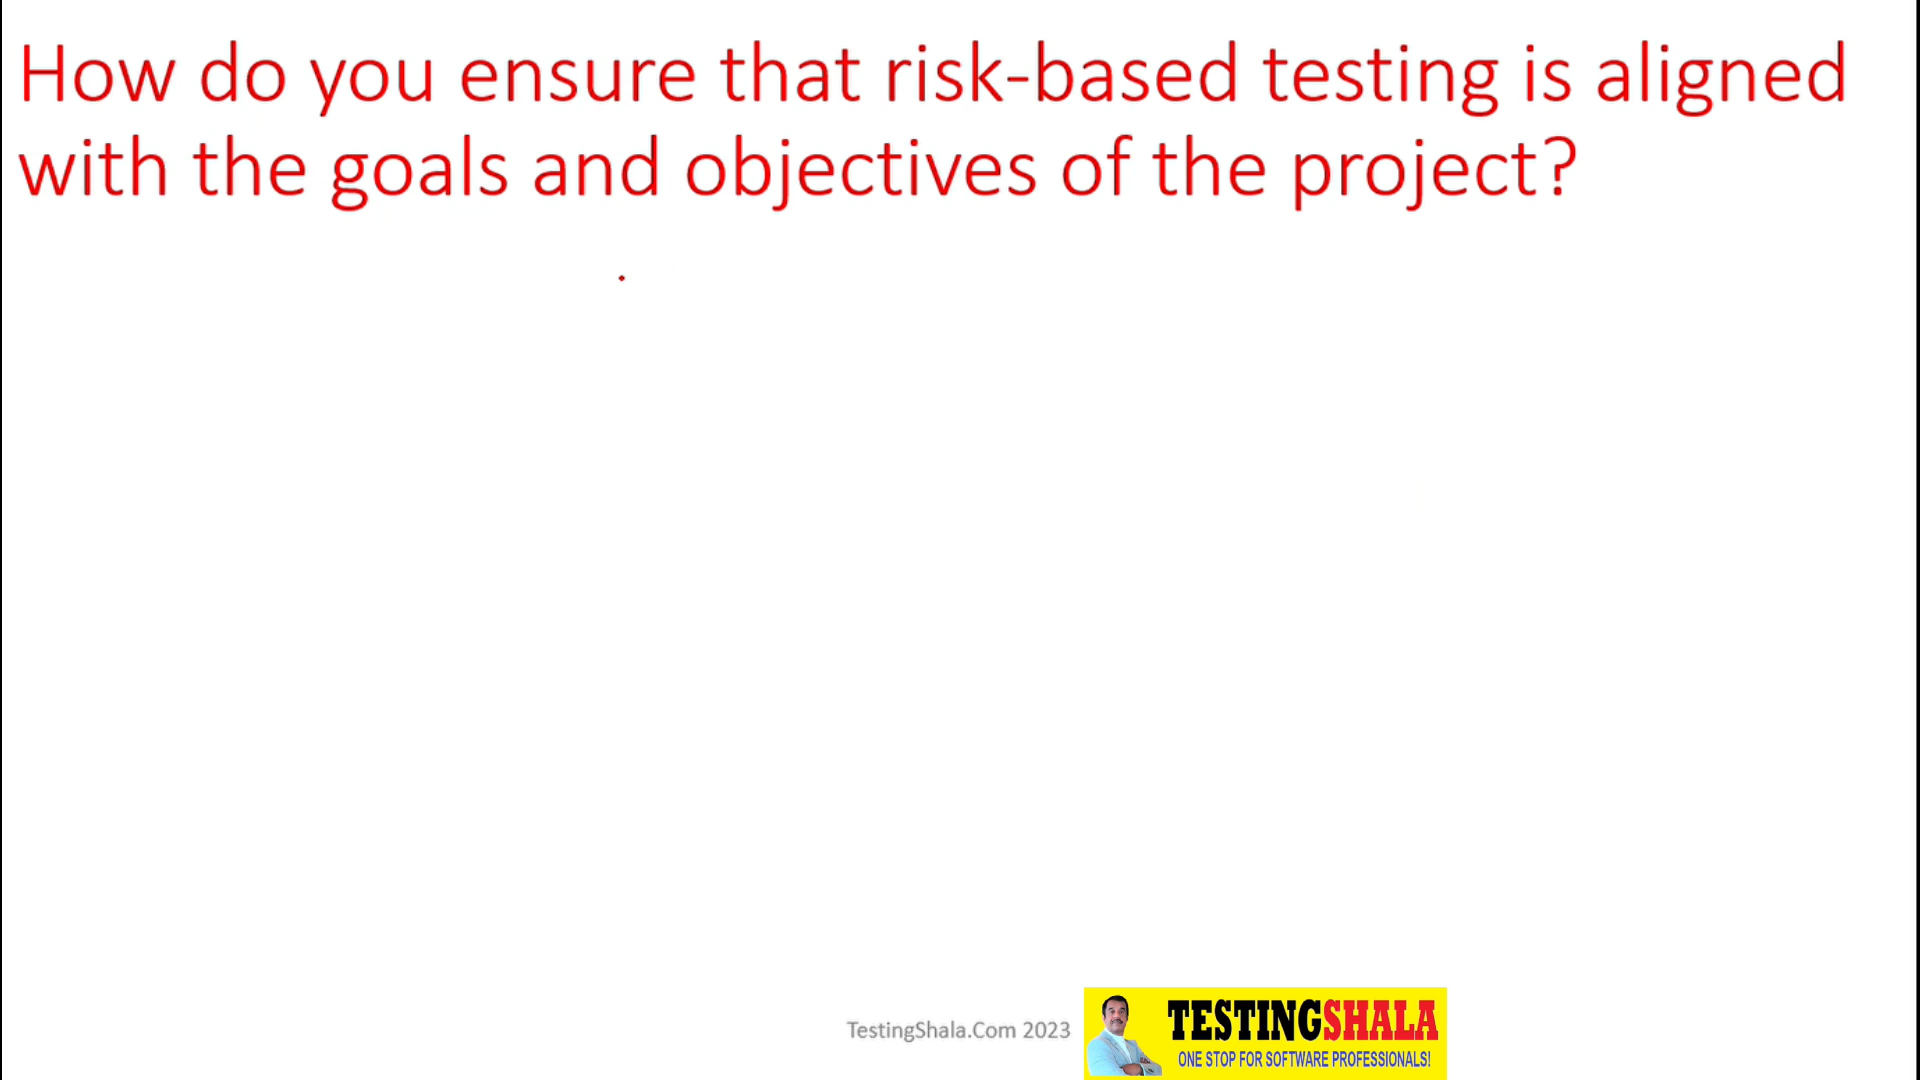 How do you ensure that risk-based testing is aligned
with the goals and objectives of the project?
TestingShala.Com 2023
TESTINGSHALA
ONE STOP FOR SOFTWARE PROFESSIONALS!